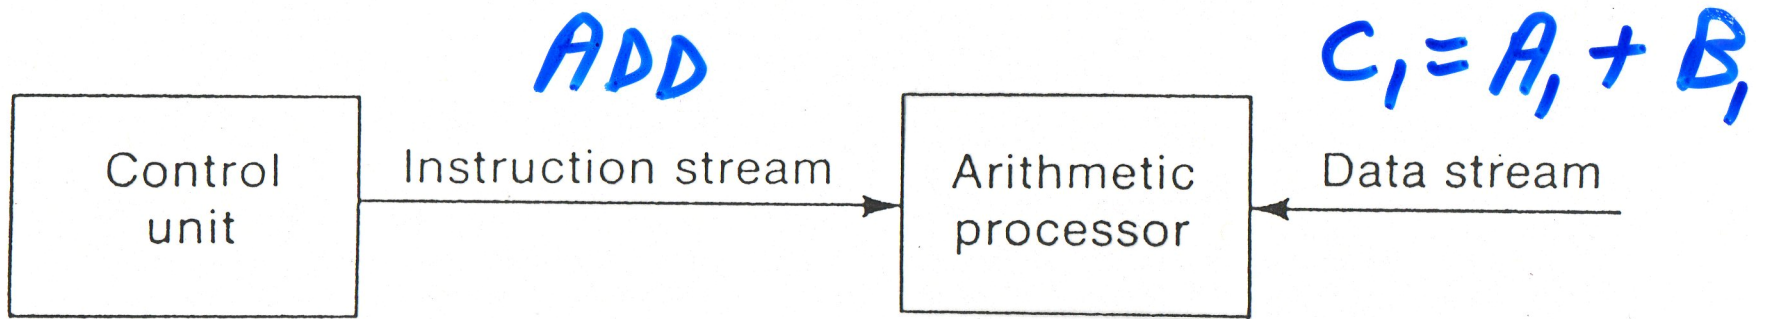 ADD
C₁ = A₁ + B₁
Control
unit
Instruction stream
Arithmetic
processor
Data stream